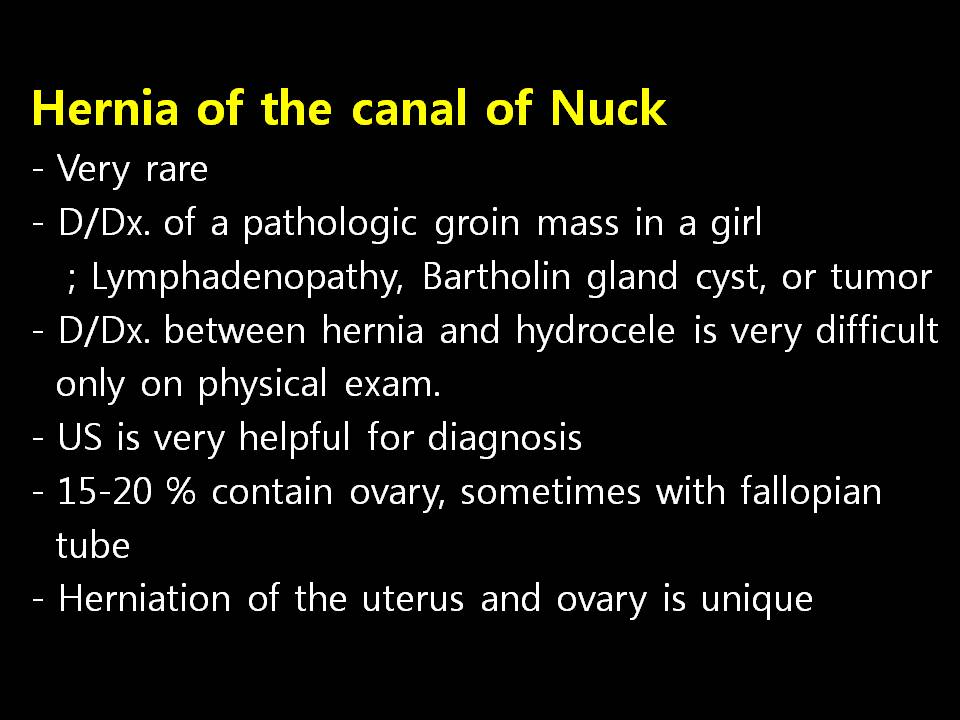 Hernia of the canal of Nuck
- Very rare
- D/Dx. of a pathologic groin mass in a girl
; Lymphadenopathy, Bartholin gland cyst, or tumor
- D/Dx. between hernia and hydrocele is very difficult
only on physical exam.
- US is very helpful for diagnosis
- 15-20 % contain ovary, sometimes with fallopian
tube
- Herniation of the uterus and ovary is unique